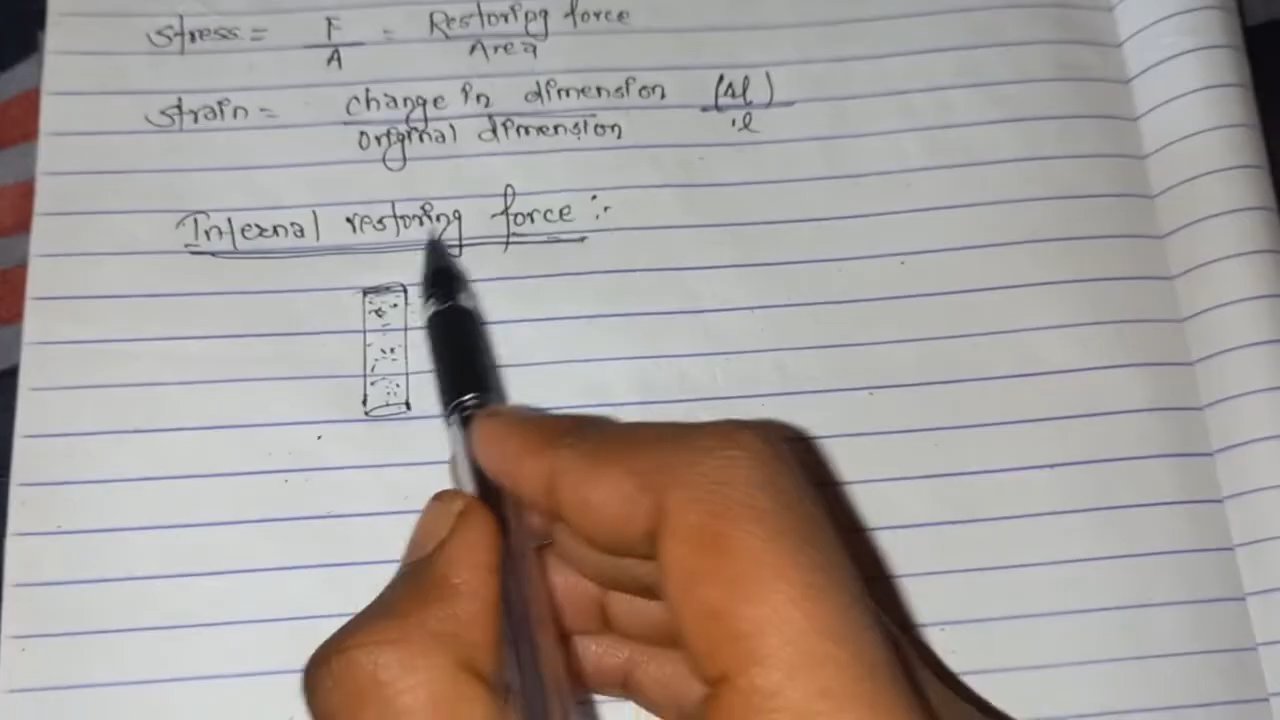 stress = F/A = Restoring force/Area
strain = change in dimension/original dimension (Δl)/l
Internal restoring force :-